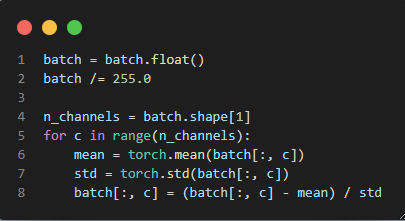 1 batch = batch.float()
2 batch /= 255.0
3
4 n_channels = batch.shape[1]
5 for c in range(n_channels):
6     mean = torch.mean(batch[:, c])
7     std = torch.std(batch[:, c])
8     batch[:, c] = (batch[:, c] - mean) / std